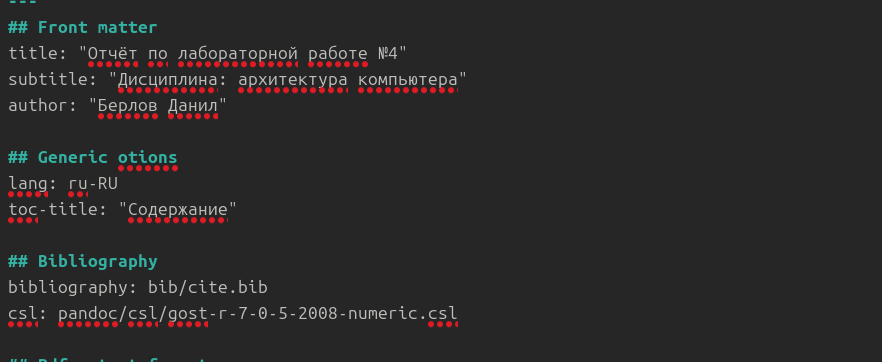 ---
## Front matter
title: "Отчёт по лабораторной работе №4"
subtitle: "Дисциплина: архитектура компьютера"
author: "Берлов Данил"
## Generic otions
lang: ru-RU
toc-title: "Содержание"
## Bibliography
bibliography: bib/cite.bib
csl: pandoc/csl/gost-r-7-0-5-2008-numeric.csl